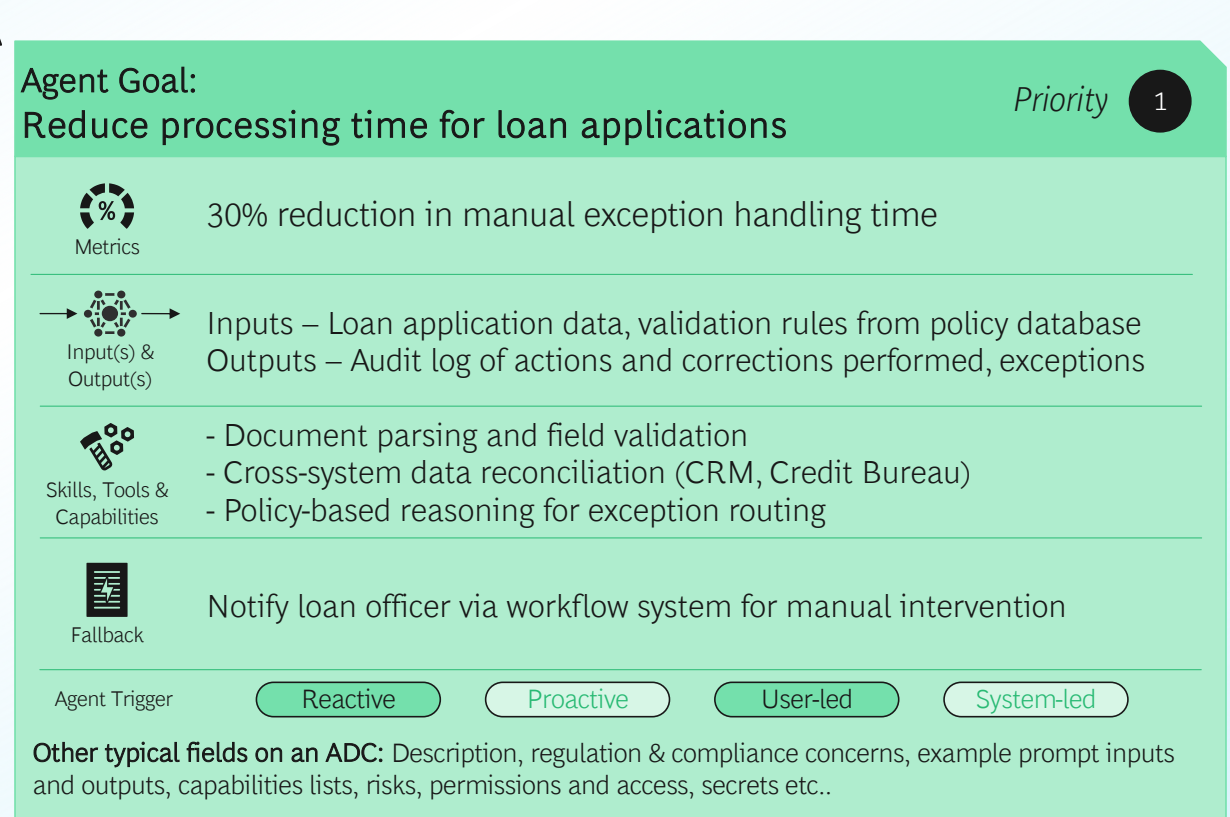 Agent Goal:
Reduce processing time for loan applications
Priority 1
%
Metrics
30% reduction in manual exception handling time
Input(s) &
Output(s)
Inputs – Loan application data, validation rules from policy database
Outputs – Audit log of actions and corrections performed, exceptions
Skills, Tools &
Capabilities
- Document parsing and field validation
- Cross-system data reconciliation (CRM, Credit Bureau)
- Policy-based reasoning for exception routing
Fallback
Notify loan officer via workflow system for manual intervention
Agent Trigger Reactive Proactive User-led System-led
Other typical fields on an ADC: Description, regulation & compliance concerns, example prompt inputs
and outputs, capabilities lists, risks, permissions and access, secrets etc..